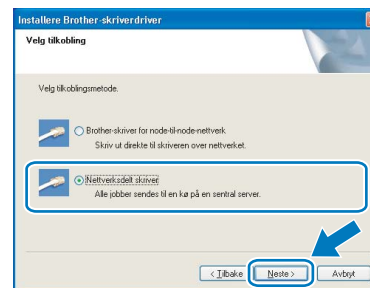 Installere Brother-skriverdriver
Velg tilkobling
Velg tilkoblingsmetode.
Brother-skriver for node-til-node-nettverk
Skriv ut direkte til skriveren over nettverket.
Nettverksdelt skriver
Alle jobber sendes til en kø på en sentral server.
< Tilbake Neste > Avbryt